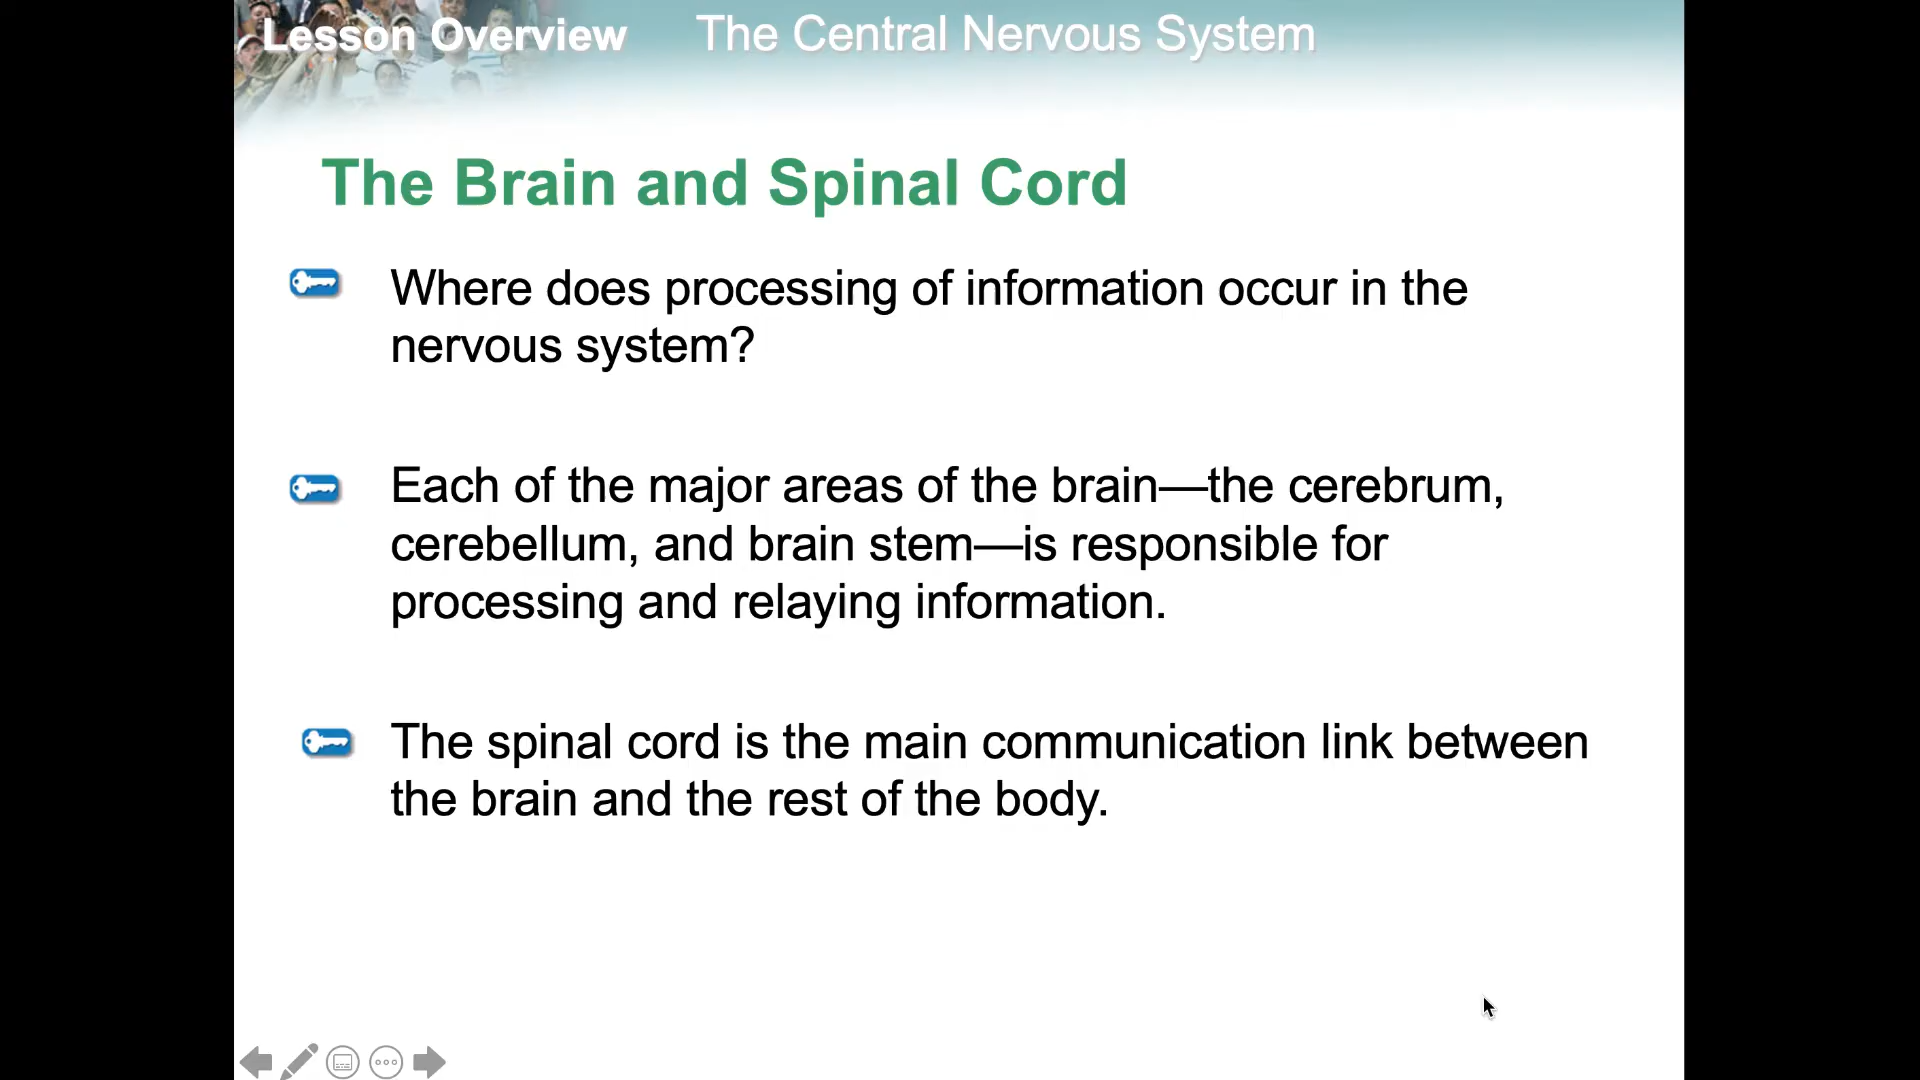 Lesson Overview The Central Nervous System
The Brain and Spinal Cord
Where does processing of information occur in the
nervous system?
Each of the major areas of the brain—the cerebrum,
cerebellum, and brain stem—is responsible for
processing and relaying information.
The spinal cord is the main communication link between
the brain and the rest of the body.